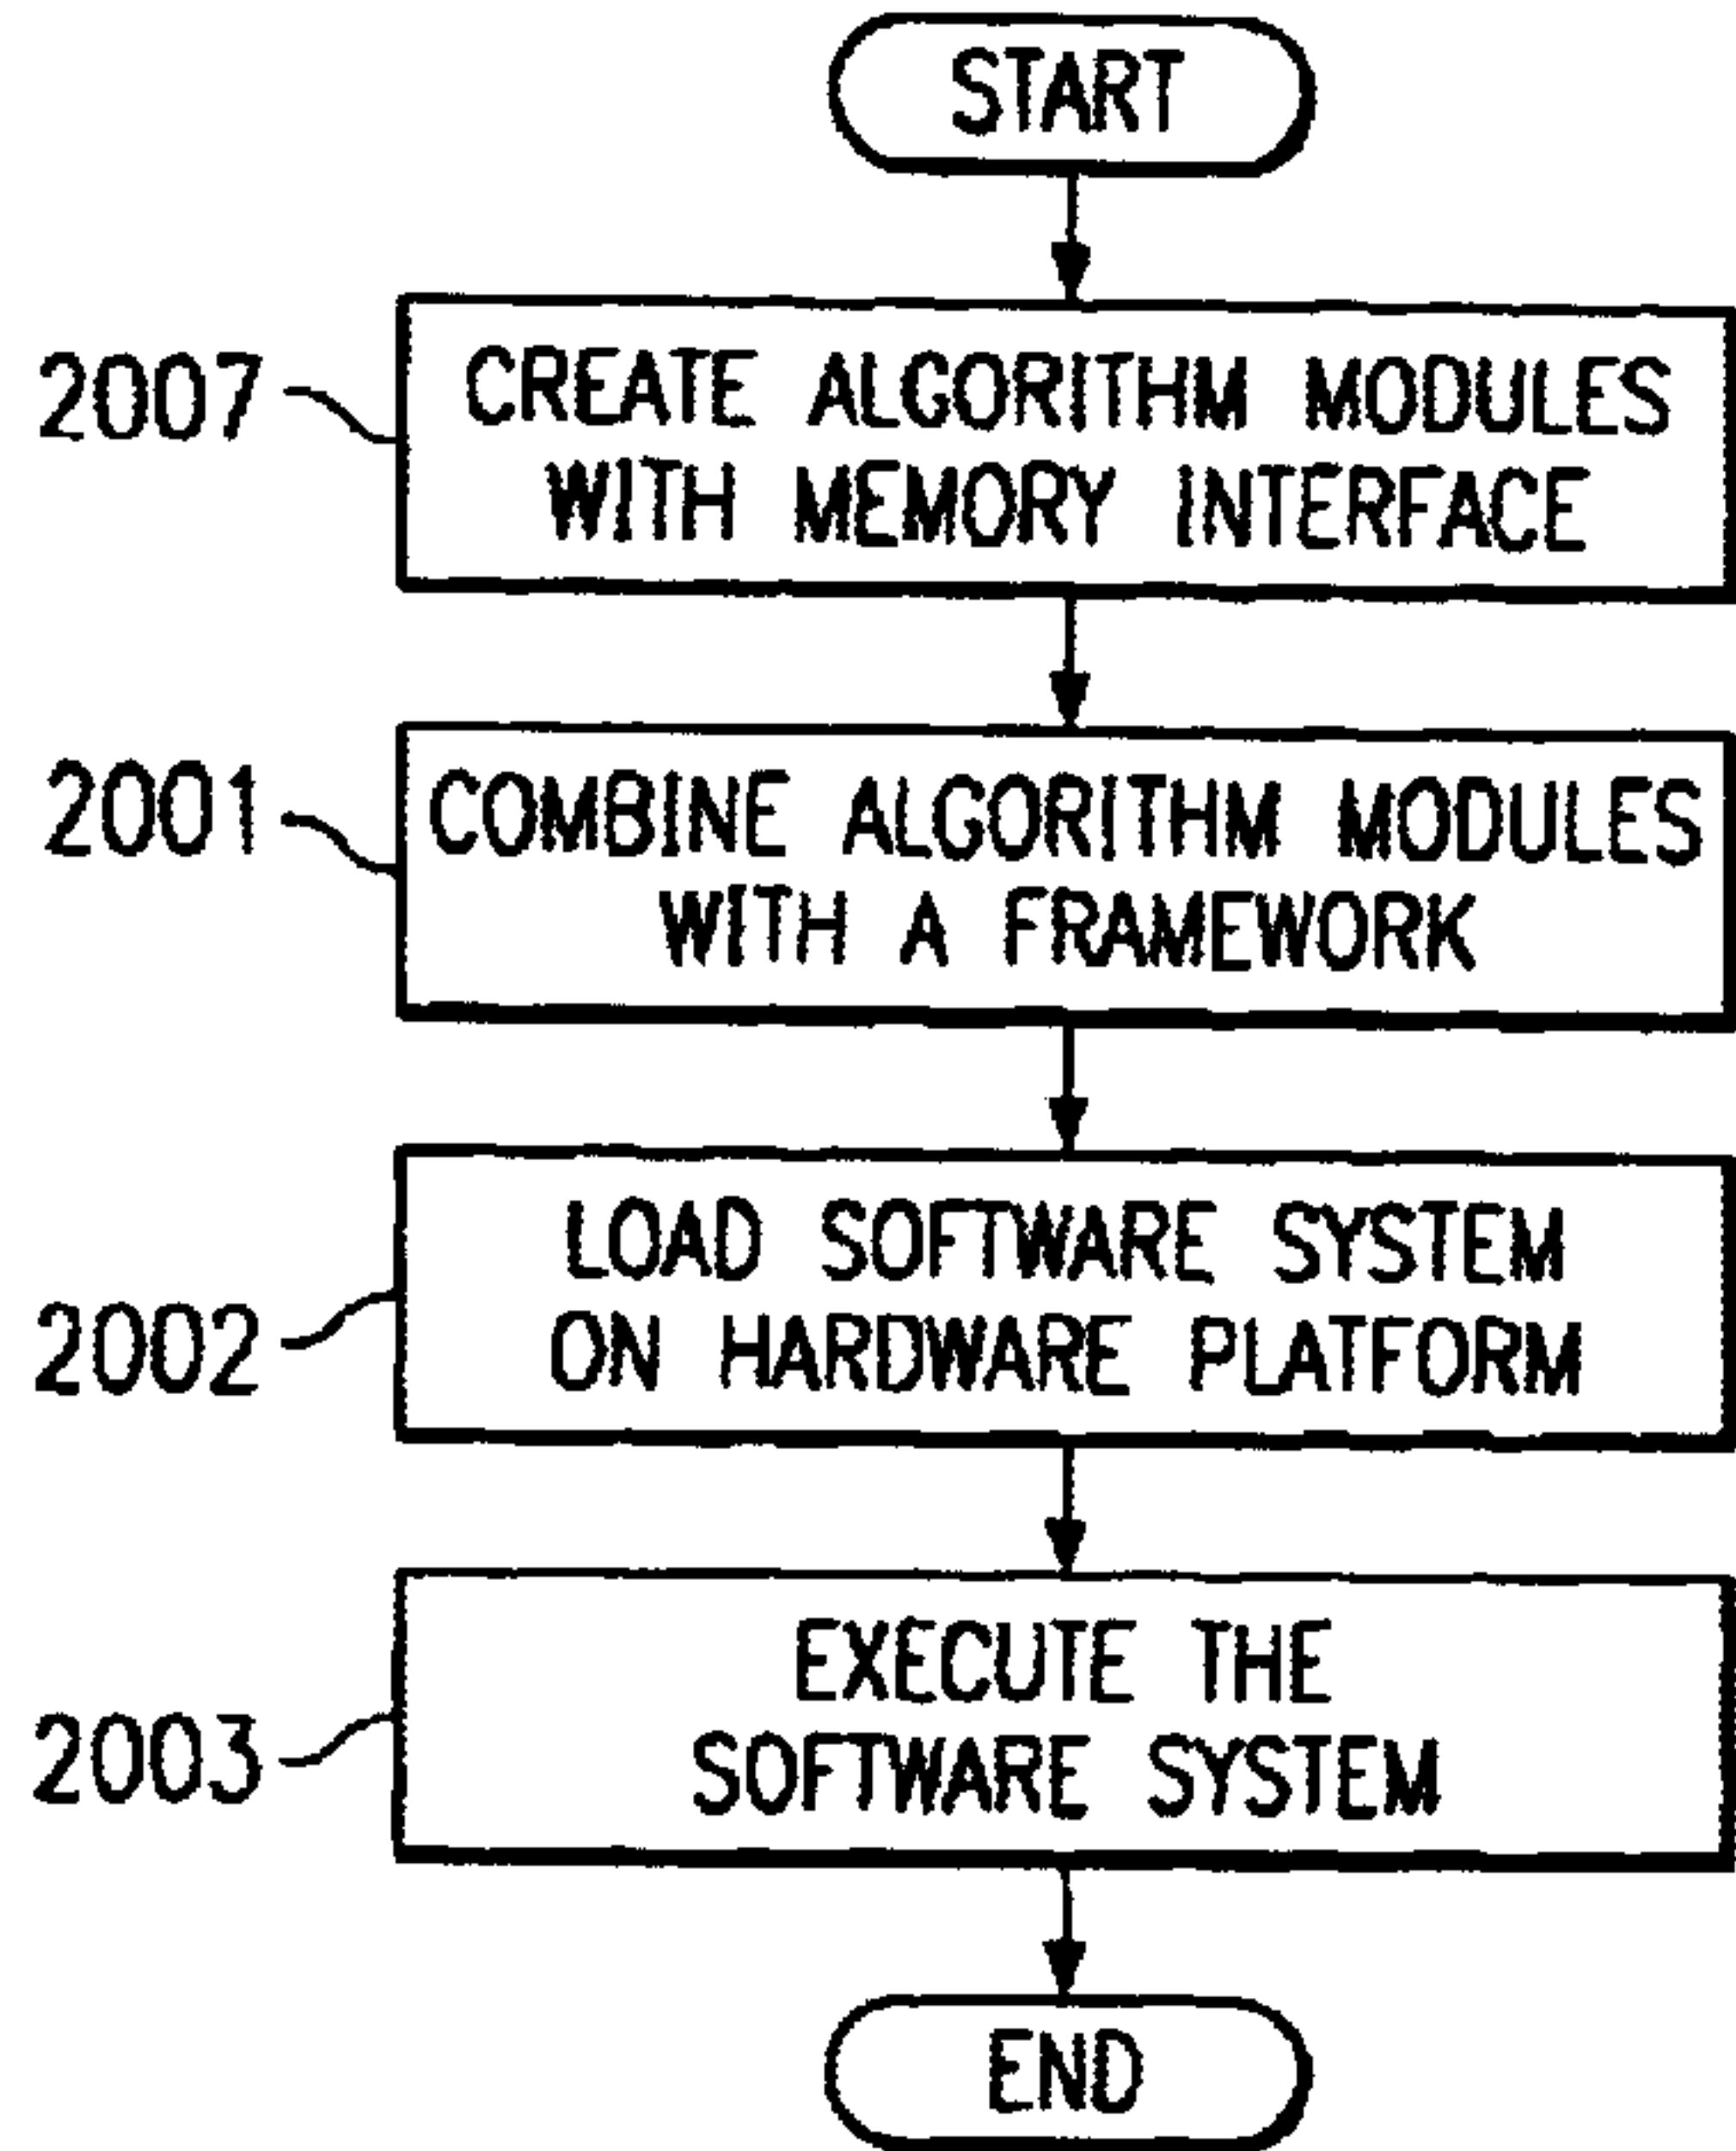 START
2007
CREATE ALGORITHM MODULES
WITH MEMORY INTERFACE
2001
COMBINE ALGORITHM MODULES
WITH A FRAMEWORK
LOAD SOFTWARE SYSTEM
ON HARDWARE PLATFORM
2002
EXECUTE THE
SOFTWARE SYSTEM
2003
END